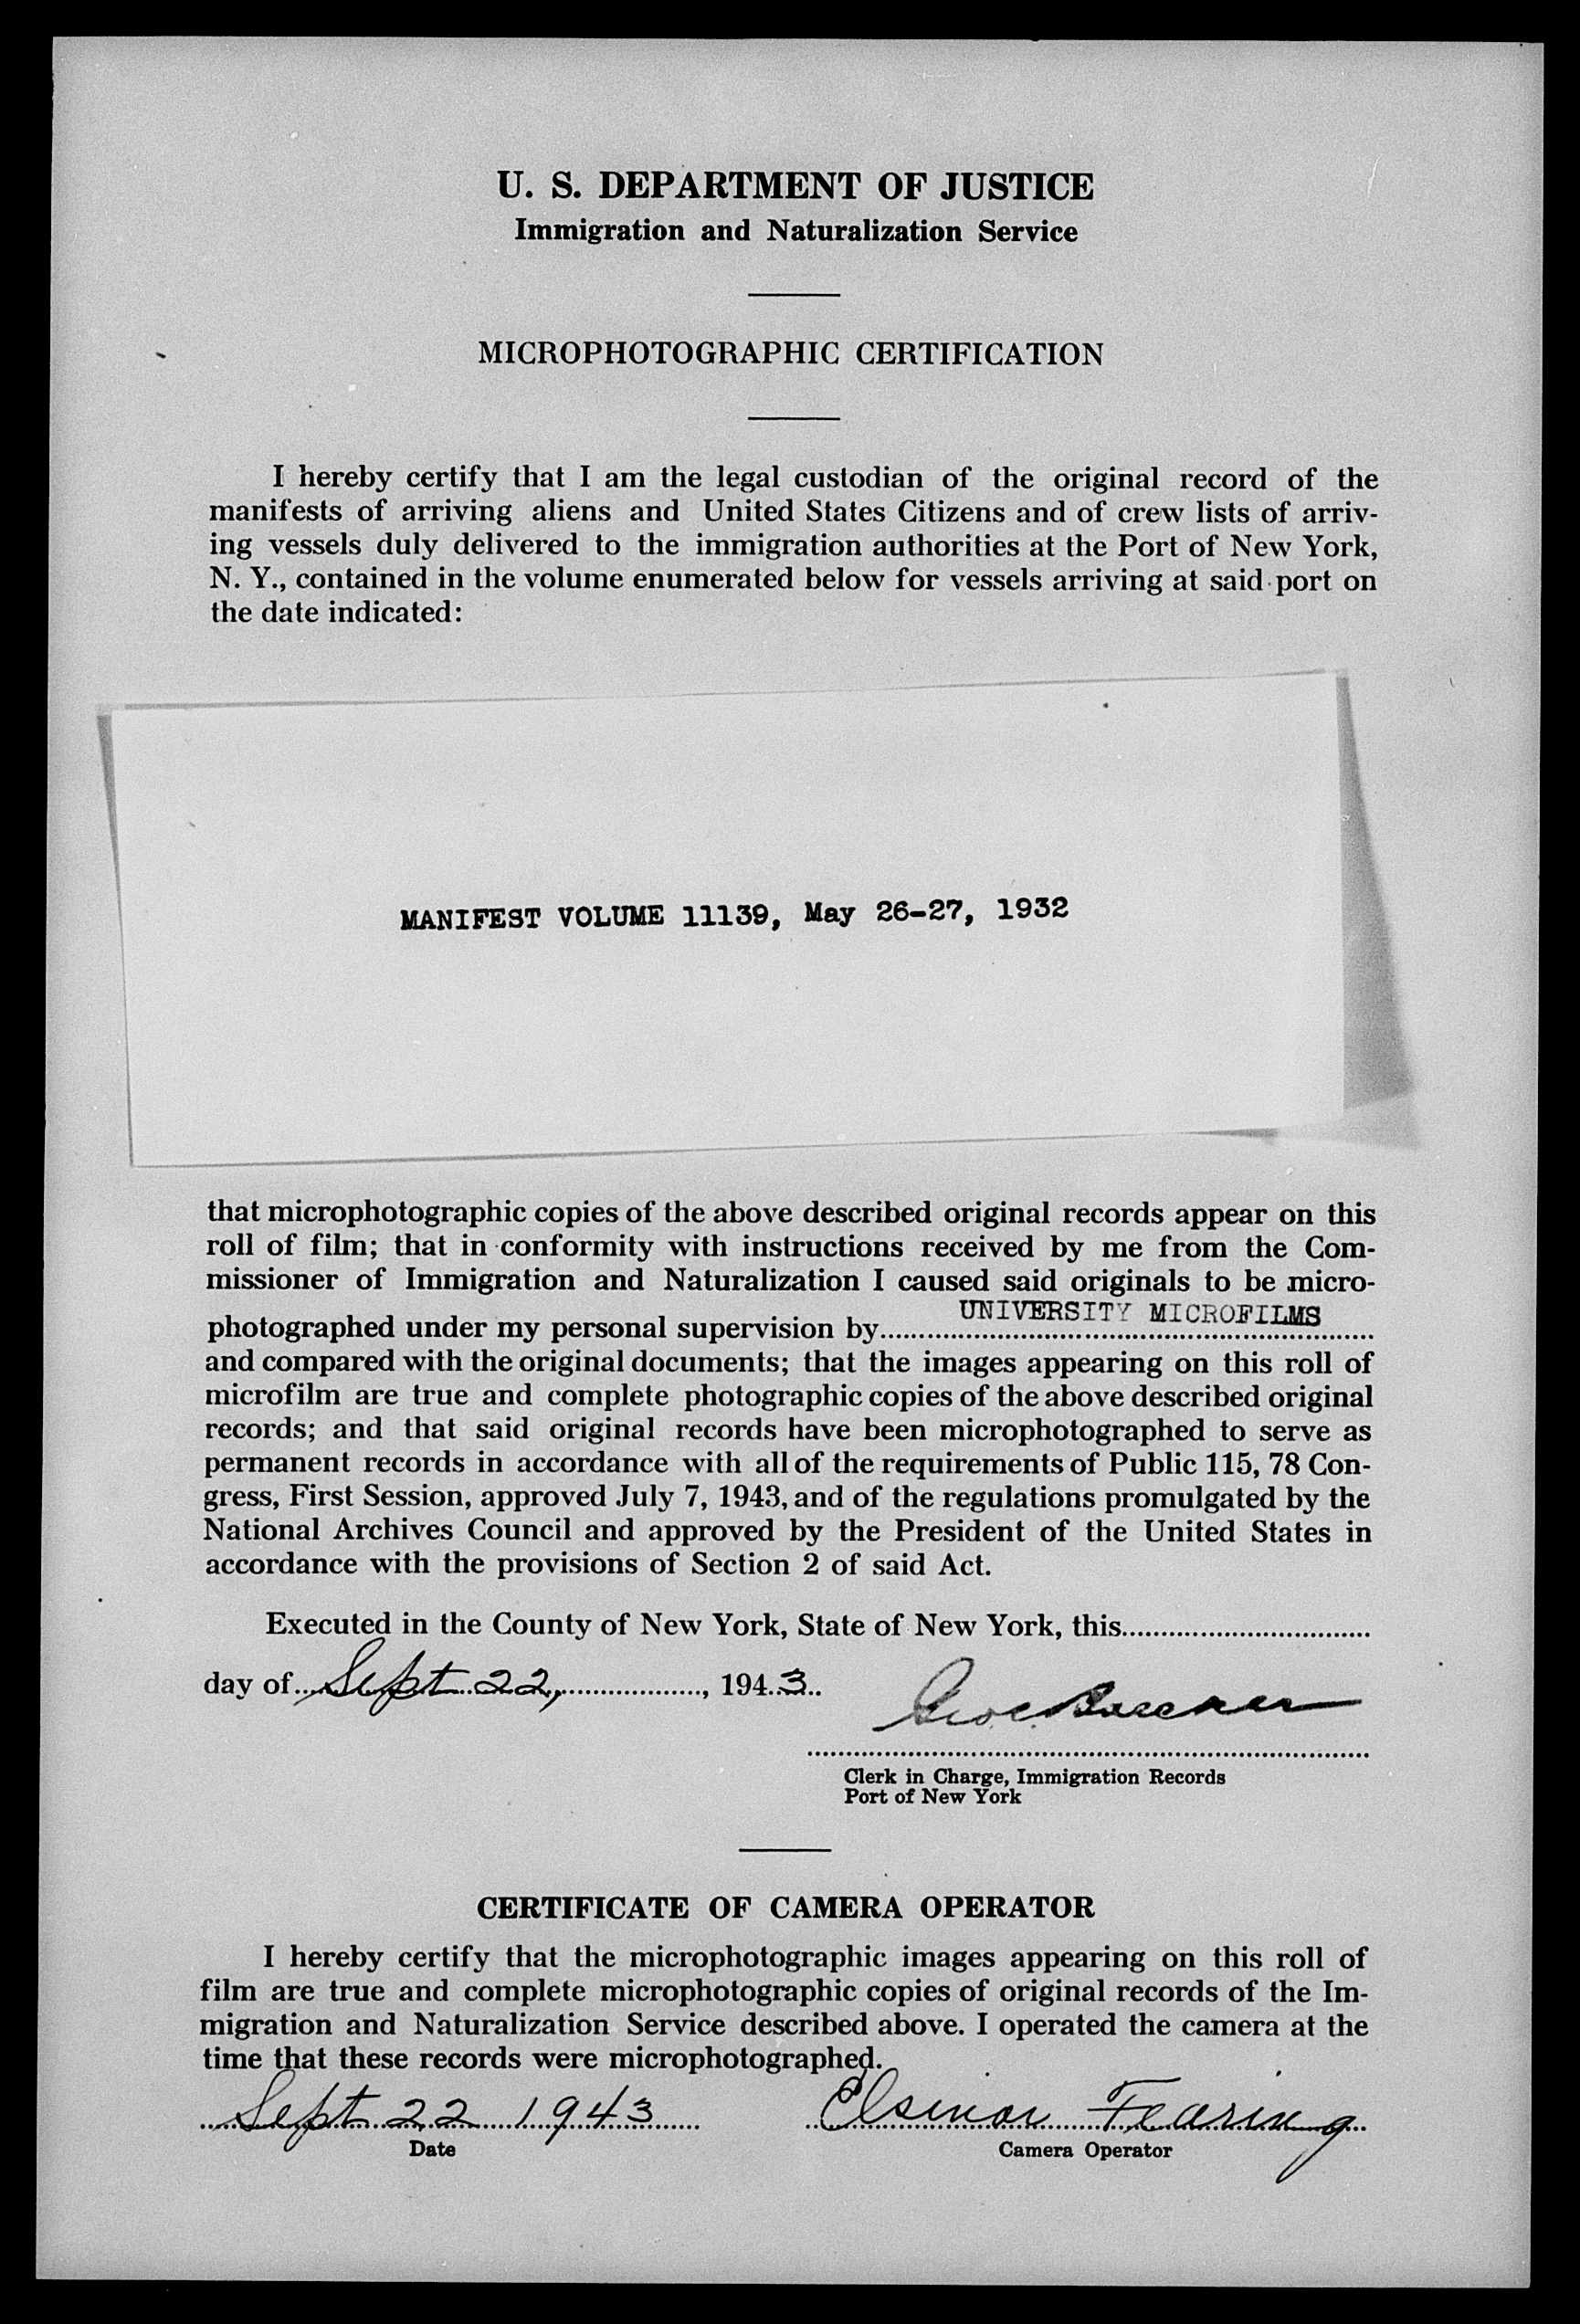 U. S. DEPARTMENT OF JUSTICE
Immigration and Naturalization Service
MICROPHOTOGRAPHIC CERTIFICATION
I hereby certify that I am the legal custodian of the original record of the
manifests of arriving aliens and United States Citizens and of crew lists of arriv-
ing vessels duly delivered to the immigration authorities at the Port of New York,
N. Y., contained in the volume enumerated below for vessels arriving at said port on
the date indicated:
MANIFEST VOLUME 11139, May 26-27, 1932
that microphotographic copies of the above described original records appear on this
roll of film; that in conformity with instructions received by me from the Com-
missioner of Immigration and Naturalization I caused said originals to be micro-
photographed under my personal supervision by UNIVERSITY MICROFILMS
and compared with the original documents; that the images appearing on this roll of
microfilm are true and complete photographic copies of the above described original
records; and that said original records have been microphotographed to serve as
permanent records in accordance with all of the requirements of Public 115, 78 Con-
gress, First Session, approved July 7, 1943, and of the regulations promulgated by the
National Archives Council and approved by the President of the United States in
accordance with the provisions of Section 2 of said Act.
Executed in the County of New York, State of New York, this
day of Sept 22, , 1943
Clerk in Charge, Immigration Records
Port of New York
CERTIFICATE OF CAMERA OPERATOR
I hereby certify that the microphotographic images appearing on this roll of
film are true and complete microphotographic copies of original records of the Im-
migration and Naturalization Service described above. I operated the camera at the
time that these records were microphotographed.
Sept 22 1943 Elsinor Fearing
Date Camera Operator